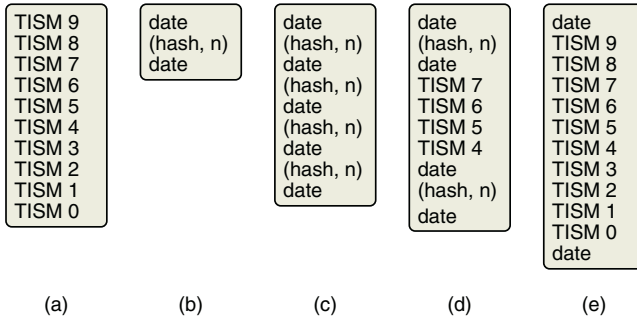 TISM 9
TISM 8
TISM 7
TISM 6
TISM 5
TISM 4
TISM 3
TISM 2
TISM 1
TISM 0
(a)
date
(hash, n)
date
(b)
date
(hash, n)
date
(hash, n)
date
(hash, n)
date
(hash, n)
date
(c)
date
(hash, n)
date
TISM 7
TISM 6
TISM 5
TISM 4
date
(hash, n)
date
(d)
date
TISM 9
TISM 8
TISM 7
TISM 6
TISM 5
TISM 4
TISM 3
TISM 2
TISM 1
TISM 0
date
(e)